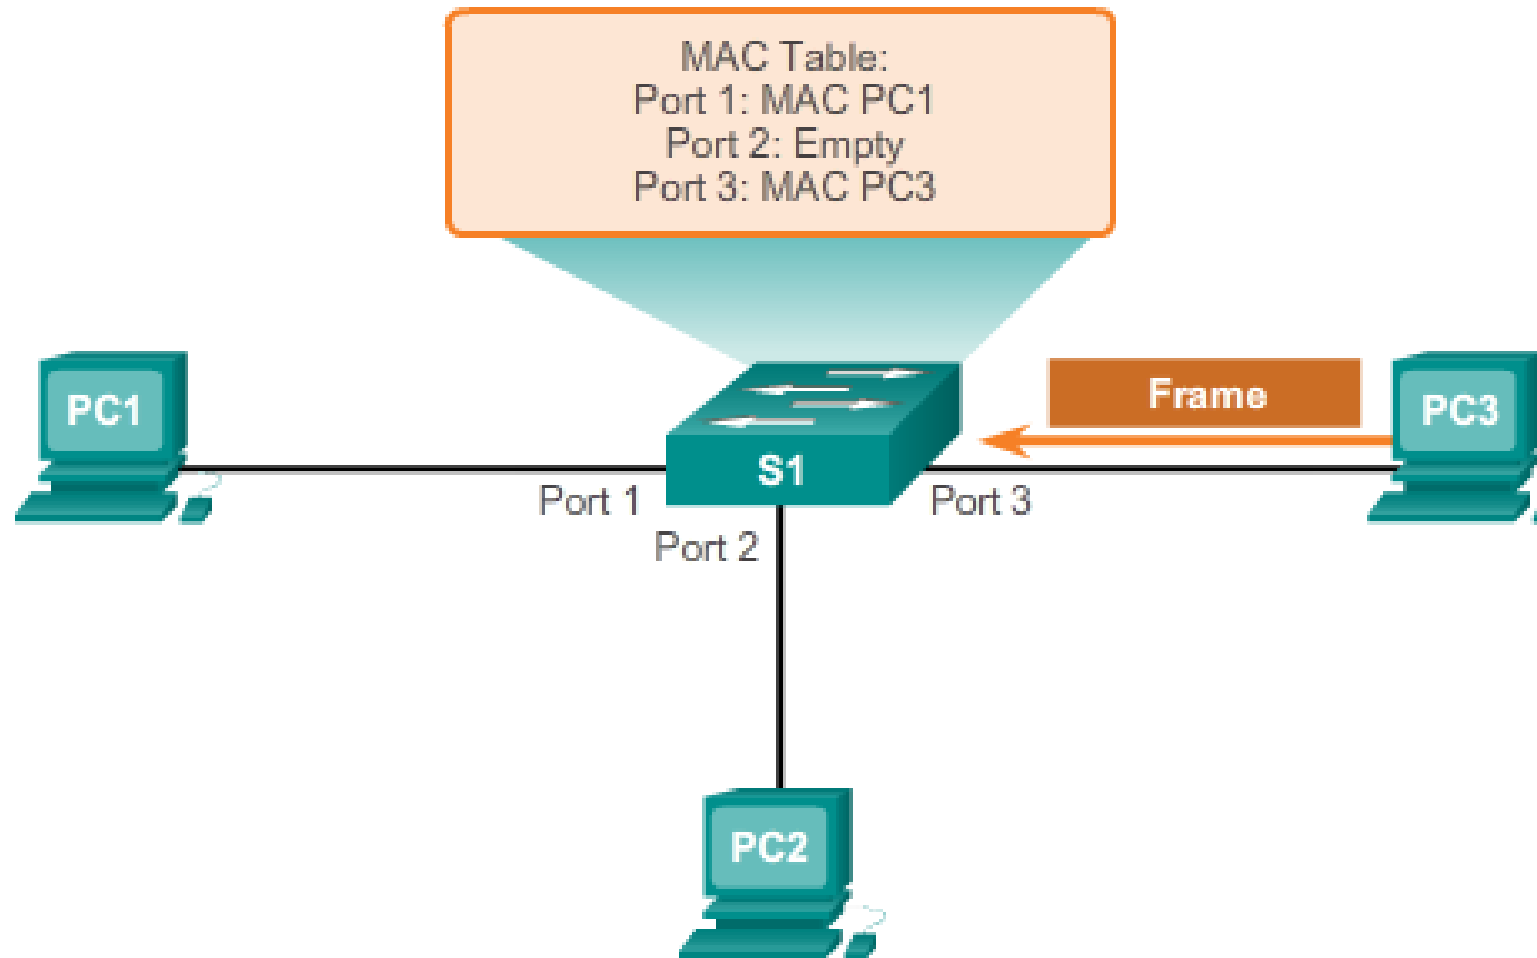 MAC Table:
Port 1: MAC PC1
Port 2: Empty
Port 3: MAC PC3
PC1
Frame
PC3
S1
Port 1
Port 3
Port 2
PC2